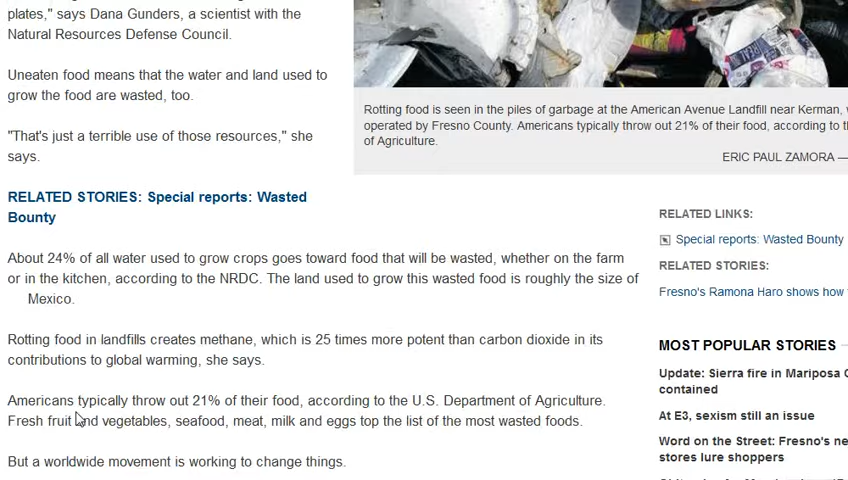 plates," says Dana Gunders, a scientist with the
Natural Resources Defense Council.
Uneaten food means that the water and land used to
grow the food are wasted, too.
"That's just a terrible use of those resources," she
says.
RELATED STORIES: Special reports: Wasted
Bounty
About 24% of all water used to grow crops goes toward food that will be wasted, whether on the farm
or in the kitchen, according to the NRDC. The land used to grow this wasted food is roughly the size of
Mexico.
Rotting food in landfills creates methane, which is 25 times more potent than carbon dioxide in its
contributions to global warming, she says.
Americans typically throw out 21% of their food, according to the U.S. Department of Agriculture.
Fresh fruit and vegetables, seafood, meat, milk and eggs top the list of the most wasted foods.
But a worldwide movement is working to change things.
Rotting food is seen in the piles of garbage at the American Avenue Landfill near Kerman,
operated by Fresno County. Americans typically throw out 21% of their food, according to
of Agriculture.
ERIC PAUL ZAMORA —
RELATED LINKS:
Special reports: Wasted Bounty
RELATED STORIES:
Fresno's Ramona Haro shows how
MOST POPULAR STORIES
Update: Sierra fire in Mariposa
contained
At E3, sexism still an issue
Word on the Street: Fresno's
stores lure shoppers